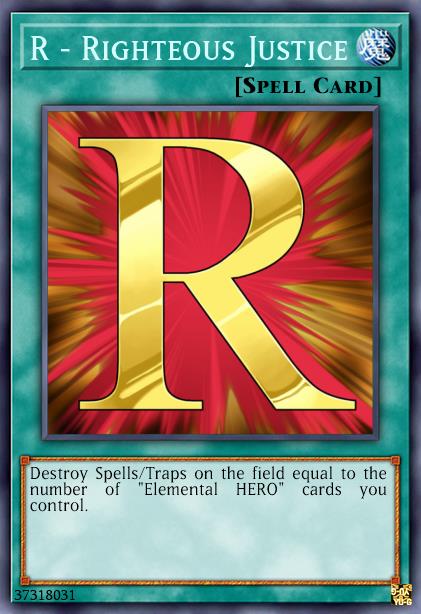 R - Righteous Justice 魔
[Spell Card]
R
Destroy Spells/Traps on the field equal to the
number of "Elemental HERO" cards you
control.
37318031